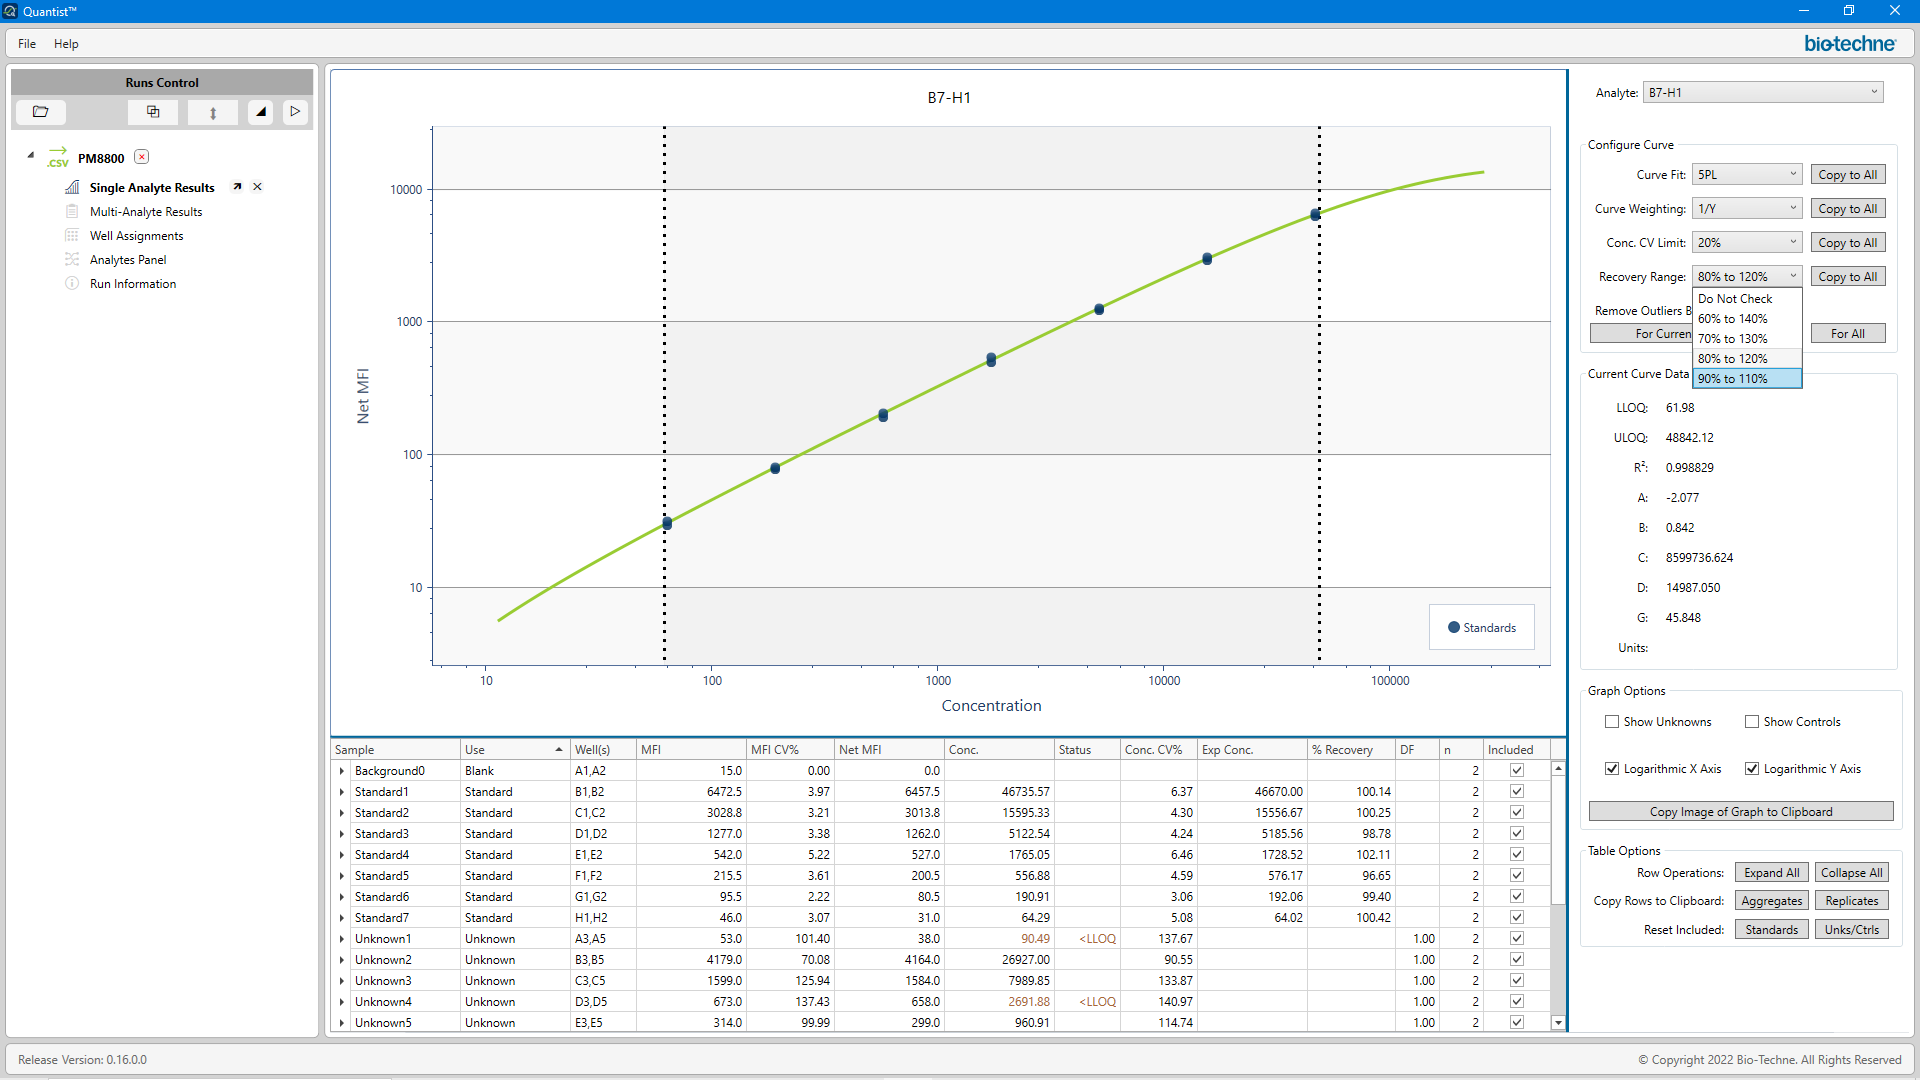 Quantist™
File Help
bio-techne
Runs Control
.csv PM8800
Single Analyte Results
Multi-Analyte Results
Well Assignments
Analytes Panel
Run Information
B7-H1
10000
1000
100
10
Net MFI
10 100 1000 10000 100000
Concentration
Standards
Analyte: B7-H1
Configure Curve
Curve Fit: 5PL Copy to All
Curve Weighting: 1/Y Copy to All
Conc. CV Limit: 20% Copy to All
Recovery Range: 80% to 120% Copy to All
Do Not Check
60% to 140%
70% to 130%
80% to 120%
90% to 110%
Remove Outliers B
For Curren For All
Current Curve Data
LLOQ: 61.98
ULOQ: 48842.12
R²: 0.998829
A: -2.077
B: 0.842
C: 8599736.624
D: 14987.050
G: 45.848
Units:
Graph Options
Show Unknowns Show Controls
Logarithmic X Axis Logarithmic Y Axis
Copy Image of Graph to Clipboard
Table Options
Row Operations: Expand All Collapse All
Copy Rows to Clipboard: Aggregates Replicates
Reset Included: Standards Unks/Ctrls
Sample Use Well(s) MFI MFI CV% Net MFI Conc. Status Conc. CV% Exp Conc. % Recovery DF n Included
Background0 Blank A1,A2 15.0 0.00 0.0 2
Standard1 Standard B1,B2 6472.5 3.97 6457.5 46735.57 6.37 46670.00 100.14 2
Standard2 Standard C1,C2 3028.8 3.21 3013.8 15595.33 4.30 15556.67 100.25 2
Standard3 Standard D1,D2 1277.0 3.38 1262.0 5122.54 4.24 5185.56 98.78 2
Standard4 Standard E1,E2 542.0 5.22 527.0 1765.05 6.46 1728.52 102.11 2
Standard5 Standard F1,F2 215.5 3.61 200.5 556.88 4.59 576.17 96.65 2
Standard6 Standard G1,G2 95.5 2.22 80.5 190.91 3.06 192.06 99.40 2
Standard7 Standard H1,H2 46.0 3.07 31.0 64.29 5.08 64.02 100.42 2
Unknown1 Unknown A3,A5 53.0 101.40 38.0 90.49 <LLOQ 137.67 1.00 2
Unknown2 Unknown B3,B5 4179.0 70.08 4164.0 26927.00 90.55 1.00 2
Unknown3 Unknown C3,C5 1599.0 125.94 1584.0 7989.85 133.87 1.00 2
Unknown4 Unknown D3,D5 673.0 137.43 658.0 2691.88 <LLOQ 140.97 1.00 2
Unknown5 Unknown E3,E5 314.0 99.99 299.0 960.91 114.74 1.00 2
Release Version: 0.16.0.0
© Copyright 2022 Bio-Techne. All Rights Reserved